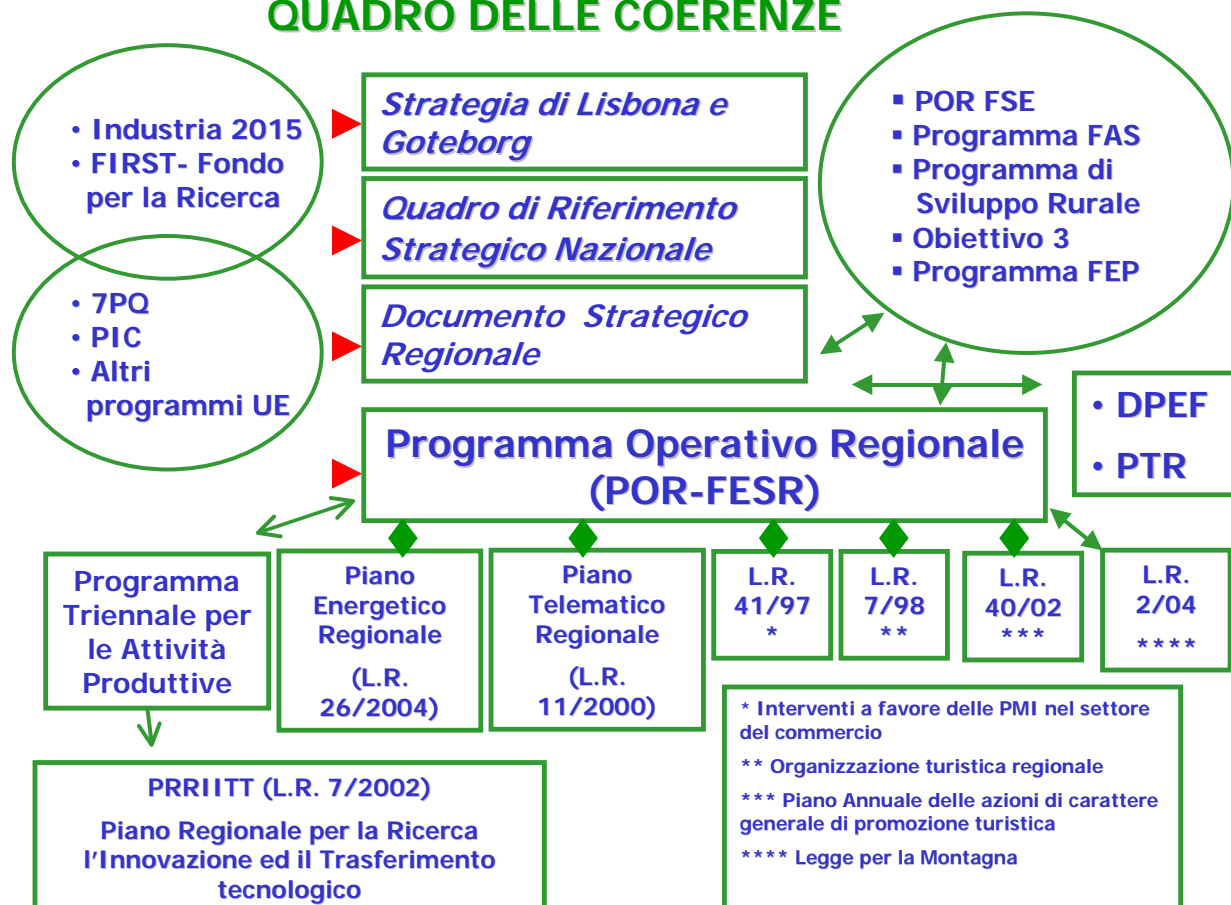 QUADRO DELLE COERENZE
• Industria 2015
• FIRST- Fondo
per la Ricerca
• 7PQ
• PIC
• Altri
programmi UE
Strategia di Lisbona e
Goteborg
Quadro di Riferimento
Strategico Nazionale
Documento Strategico
Regionale
▪ POR FSE
▪ Programma FAS
▪ Programma di
Sviluppo Rurale
▪ Obiettivo 3
▪ Programma FEP
• DPEF
• PTR
Programma Operativo Regionale
(POR-FESR)
Programma
Triennale per
le Attività
Produttive
Piano
Energetico
Regionale
(L.R.
26/2004)
Piano
Telematico
Regionale
(L.R.
11/2000)
L.R.
41/97
*
L.R.
7/98
**
L.R.
40/02
***
L.R.
2/04
****
PRRIITT (L.R. 7/2002)
Piano Regionale per la Ricerca
l'Innovazione ed il Trasferimento
tecnologico
* Interventi a favore delle PMI nel settore
del commercio
** Organizzazione turistica regionale
*** Piano Annuale delle azioni di carattere
generale di promozione turistica
**** Legge per la Montagna